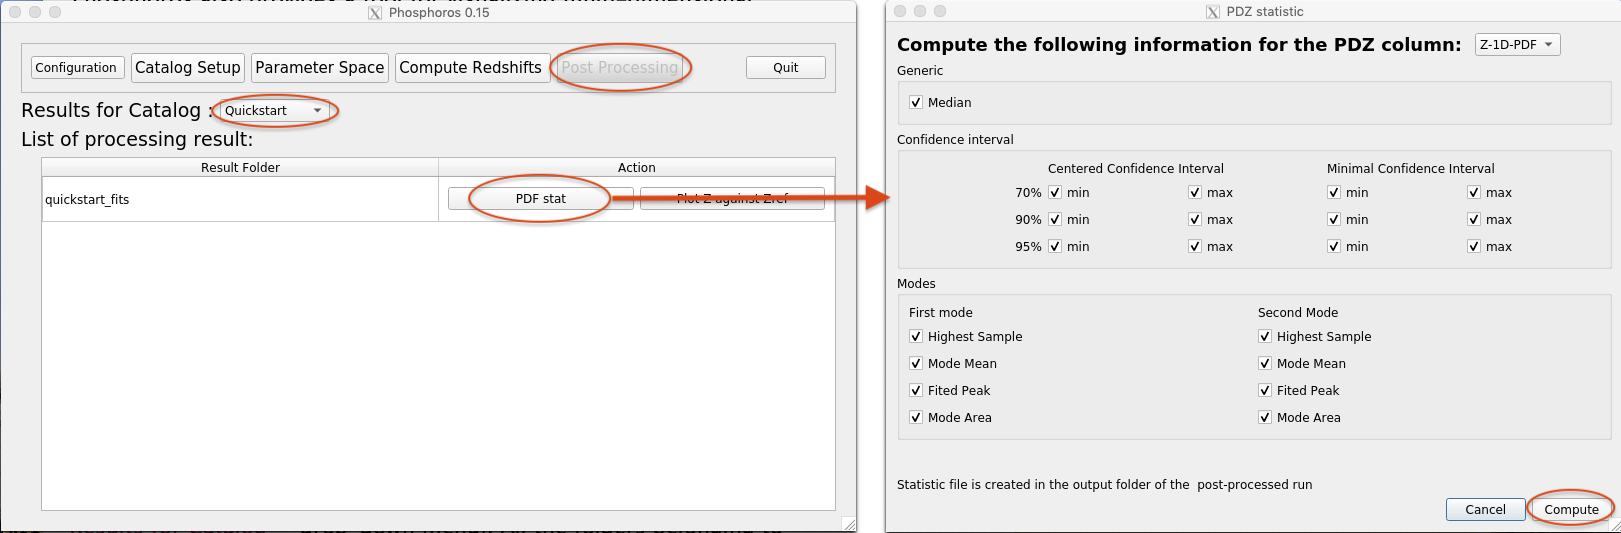 Phosphoros 0.15
Configuration Catalog Setup Parameter Space Compute Redshifts Post Processing Quit
Results for Catalog : Quickstart
List of processing result:
Result Folder Action
quickstart_fits PDF stat Plot Z against Zref
PDZ statistic
Compute the following information for the PDZ column: Z-1D-PDF
Generic
Median
Confidence interval
Centered Confidence Interval Minimal Confidence Interval
70% min max min max
90% min max min max
95% min max min max
Modes
First mode Second Mode
Highest Sample Highest Sample
Mode Mean Mode Mean
Fited Peak Fited Peak
Mode Area Mode Area
Statistic file is created in the output folder of the post-processed run
Cancel Compute